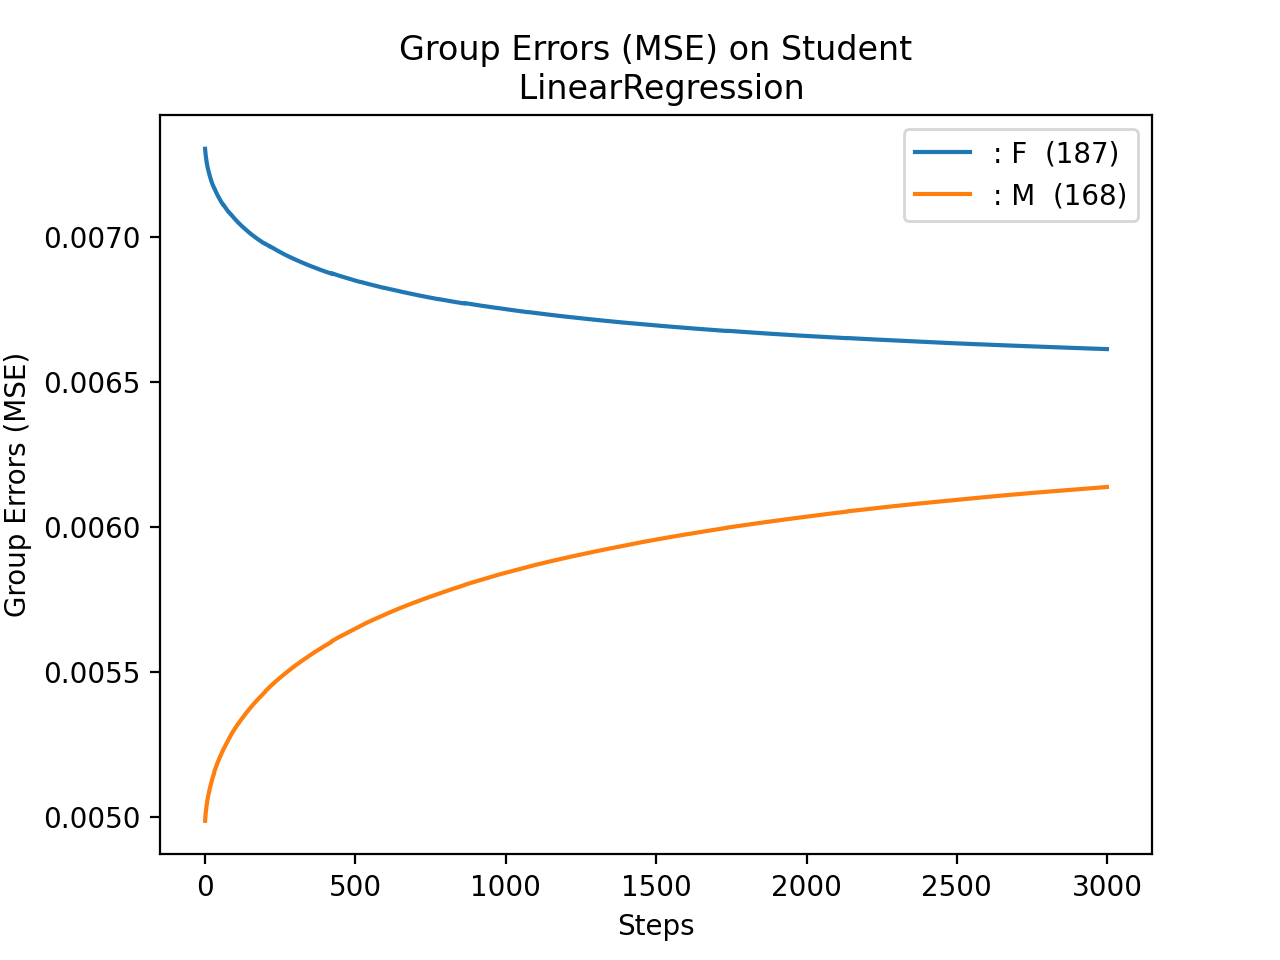 Group Errors (MSE) on Student
LinearRegression
: F (187)
: M (168)
Group Errors (MSE)
0.0070
0.0065
0.0060
0.0055
0.0050
0 500 1000 1500 2000 2500 3000
Steps